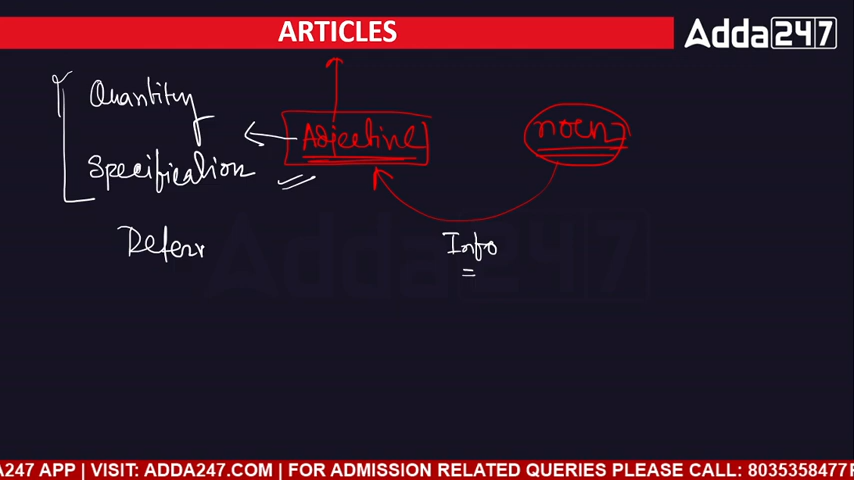 ARTICLES
Adda247
Quantity
Adjective
noun
Specification
Info
A247 APP | VISIT: ADDA247.COM | FOR ADMISSION RELATED QUERIES PLEASE CALL: 8035358477